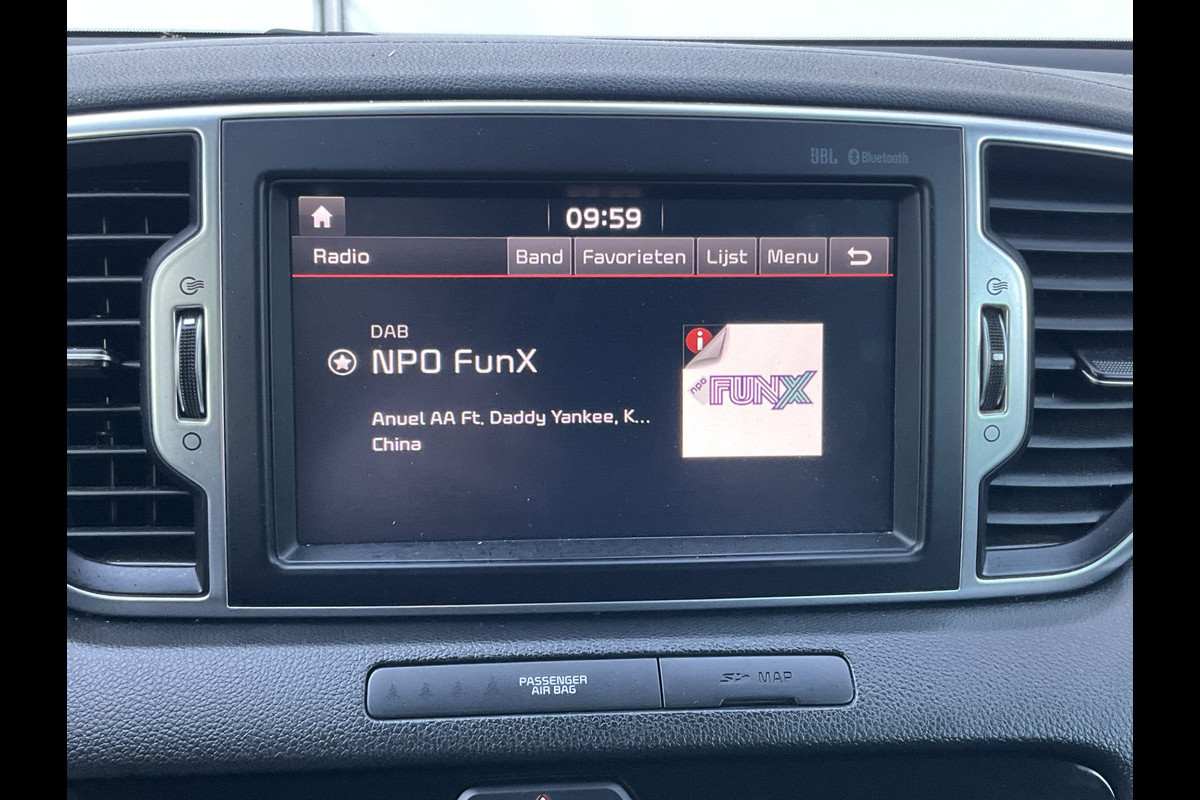 JBL Bluetooth
09:59
Radio Band Favorieten Lijst Menu
DAB
NPO FunX
Anuel AA Ft. Daddy Yankee, K...
China
i
npo FUNX
PASSENGER
AIR BAG
SD MAP